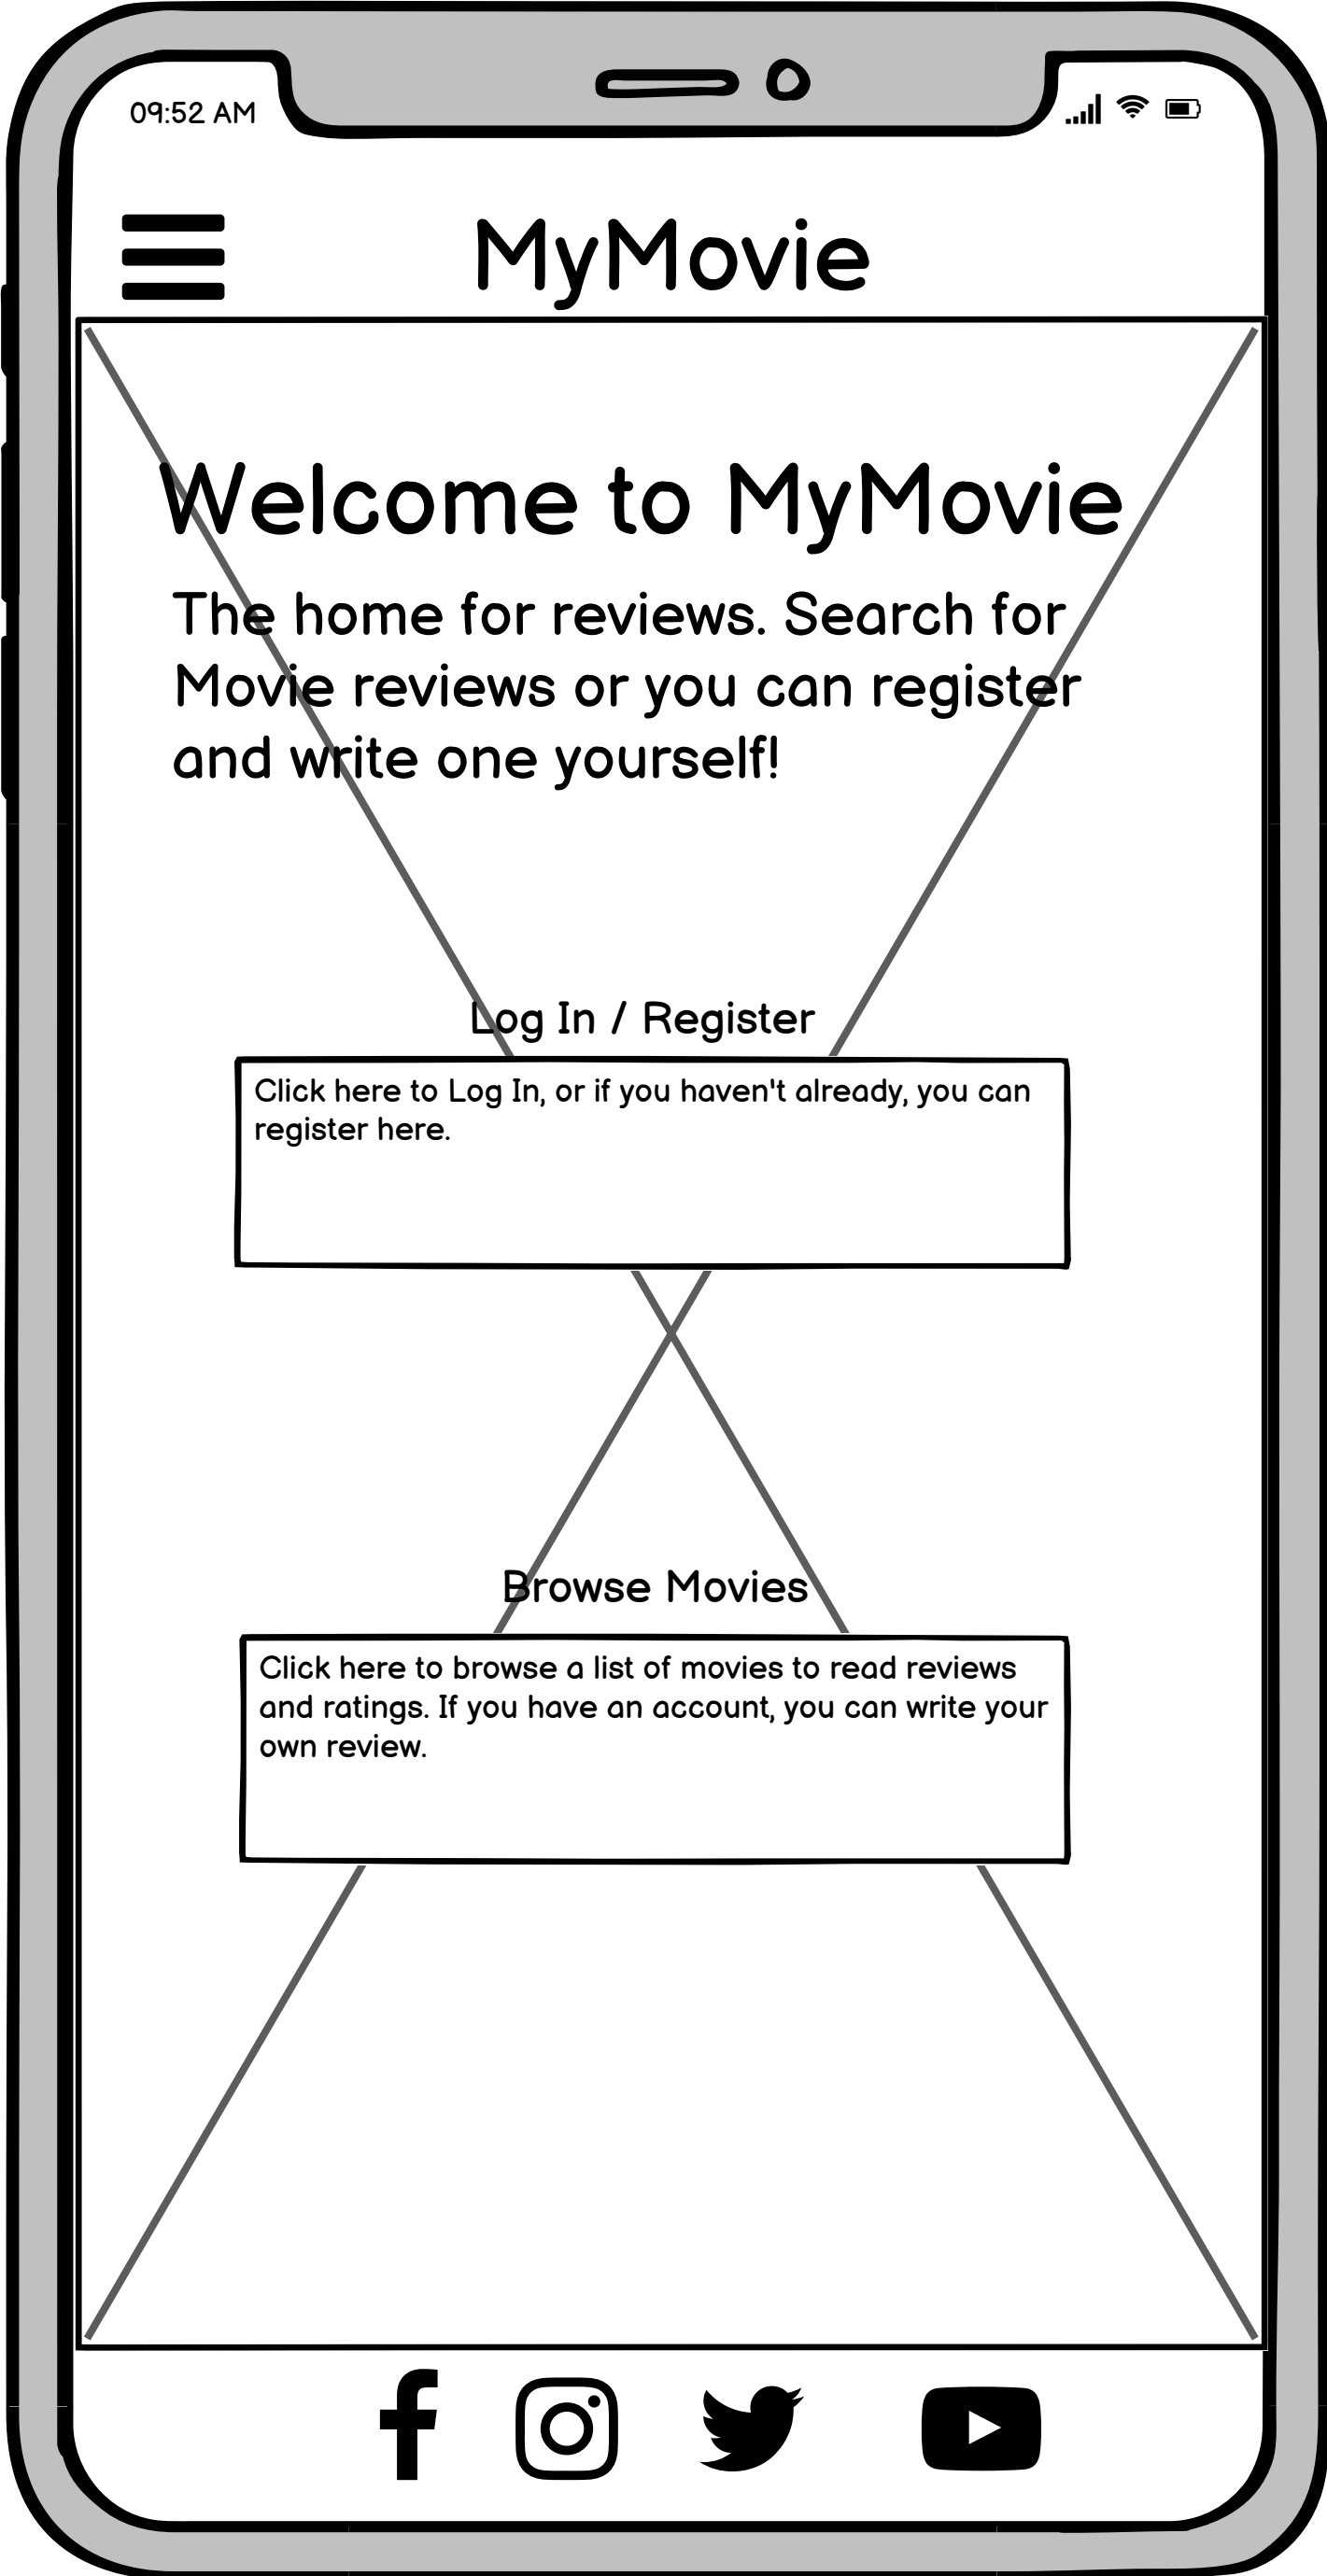 09:52 AM
MyMovie
Welcome to MyMovie
The home for reviews. Search for
Movie reviews or you can register
and write one yourself!
Log In / Register
Click here to Log In, or if you haven't already, you can
register here.
Browse Movies
Click here to browse a list of movies to read reviews
and ratings. If you have an account, you can write your
own review.